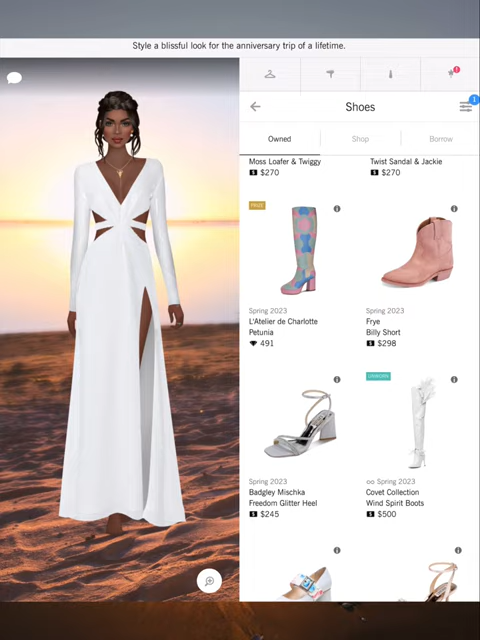 Style a blissful look for the anniversary trip of a lifetime.
!
1
Shoes
Owned
Shop
Borrow
Moss Loafer & Twiggy
$270
Twist Sandal & Jackie
$270
PRIZE
Spring 2023
L'Atelier de Charlotte
Petunia
491
Spring 2023
Frye
Billy Short
$298
Spring 2023
Badgley Mischka
Freedom Glitter Heel
$245
∞ Spring 2023
Covet Collection
Wind Spirit Boots
$500